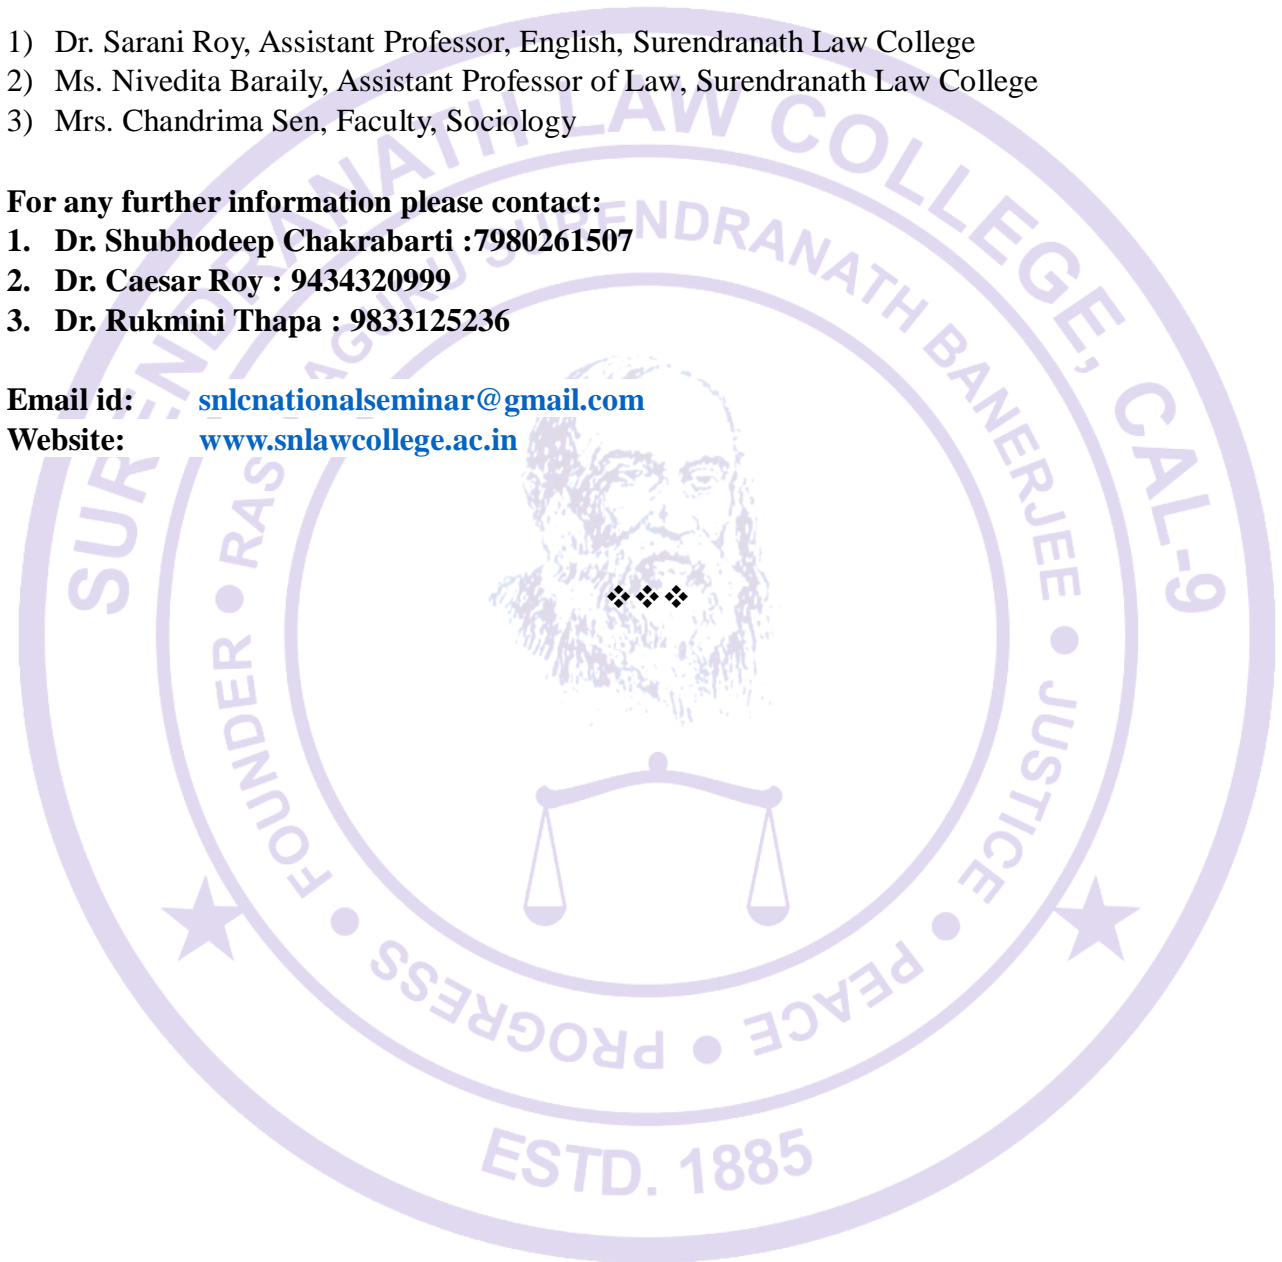 1) Dr. Sarani Roy, Assistant Professor, English, Surendranath Law College
2) Ms. Nivedita Baraily, Assistant Professor of Law, Surendranath Law College
3) Mrs. Chandrima Sen, Faculty, Sociology
For any further information please contact:
1. Dr. Shubhodeep Chakrabarti :7980261507
2. Dr. Caesar Roy : 9434320999
3. Dr. Rukmini Thapa : 9833125236
Email id: snlcnationalseminar@gmail.com
Website: www.snlawcollege.ac.in
❖❖❖
LAW COLLEGE, CAL-9
SURENDRANATH BANERJEE ● JUSTICE ● PEACE ● PROGRESS ● FOUNDER ●
ESTD. 1885